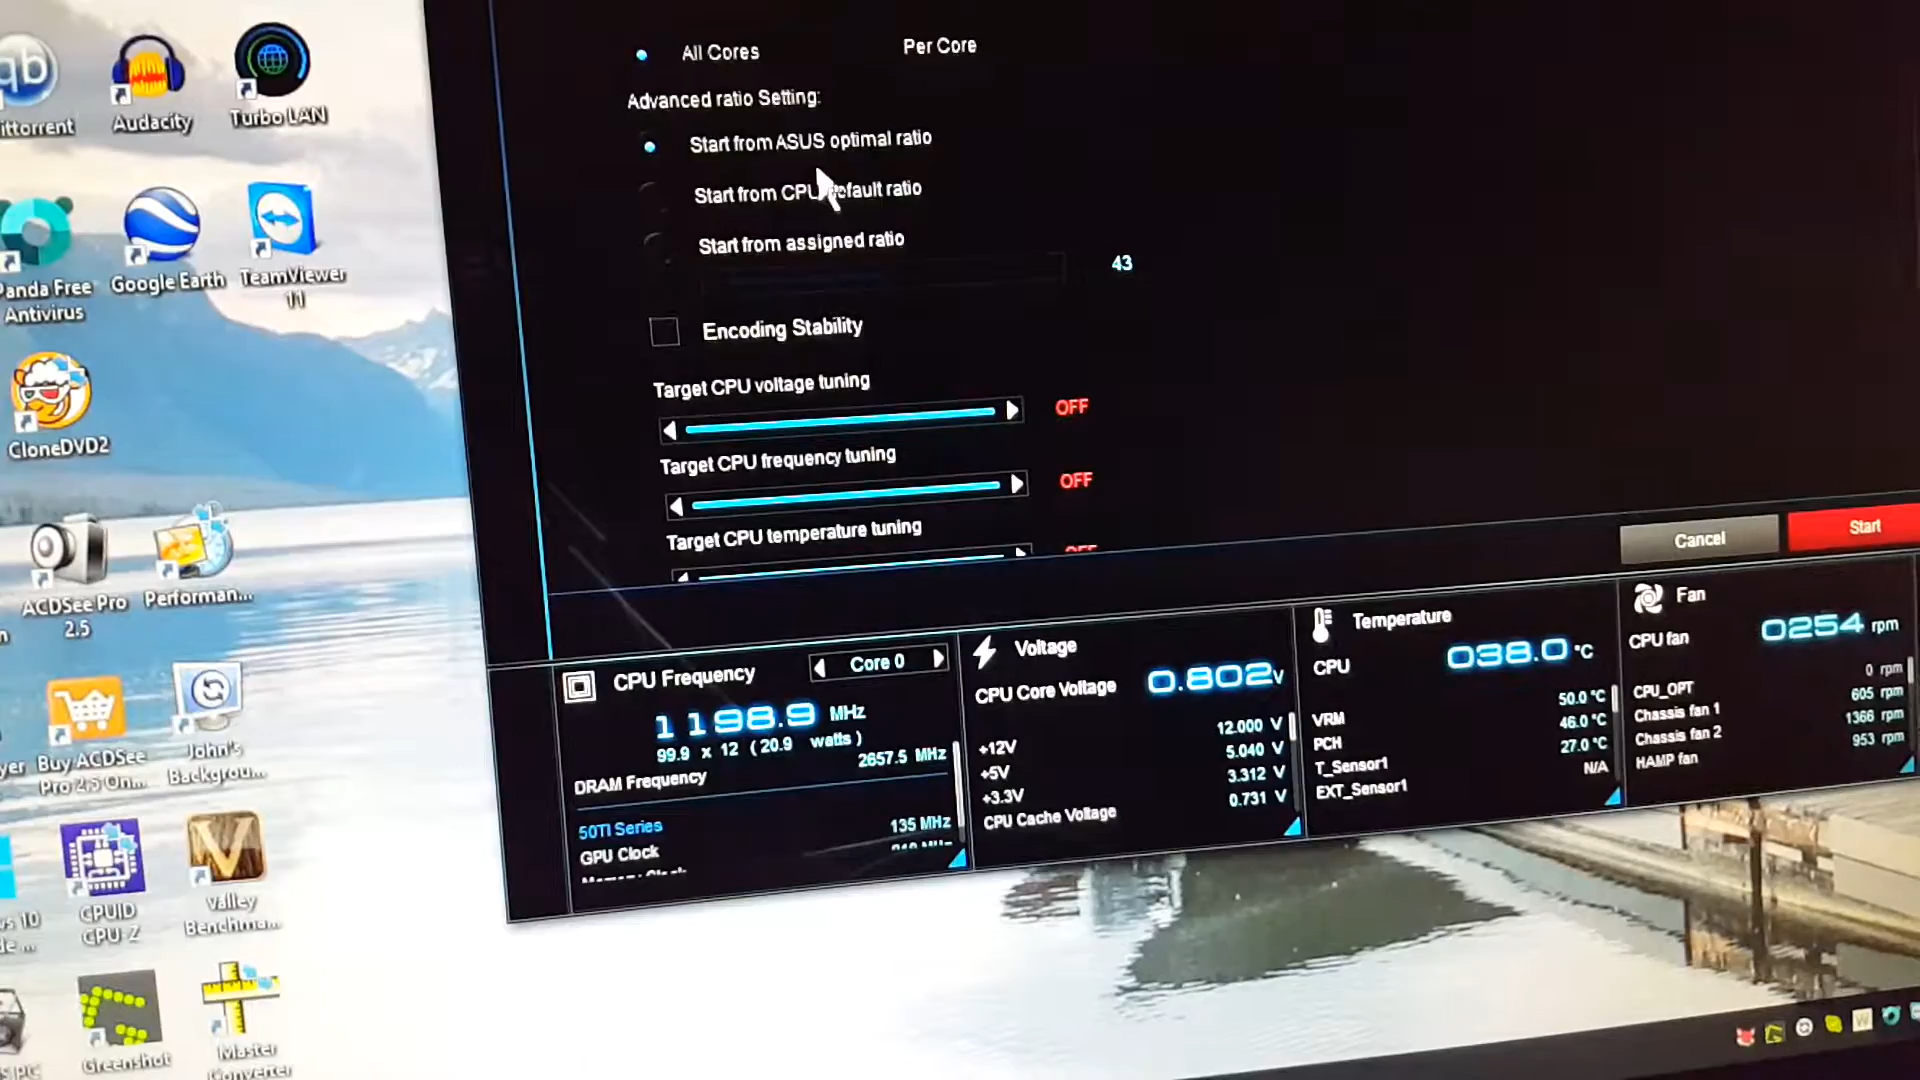 ittorrent
Audacity
Turbo LAN
Panda Free
Antivirus
Google Earth
TeamViewer
11
CloneDVD2
ACDSee Pro
2.5
Performan...
yer
Buy ACDSee
Pro 2.5 On...
John's
Backgrou...
CPUID
CPU-Z
Valley
Benchma...
Greenshot
Master
Converter
All Cores
Per Core
Advanced ratio Setting:
Start from ASUS optimal ratio
Start from CPU default ratio
Start from assigned ratio
43
Encoding Stability
Target CPU voltage tuning
OFF
Target CPU frequency tuning
OFF
Target CPU temperature tuning
OFF
Cancel
Start
CPU Frequency
Core 0
1198.9 MHz
99.9 x 12 (20.9 watts)
DRAM Frequency
2657.5 MHz
50TI Series
GPU Clock
135 MHz
Voltage
CPU Core Voltage
0.802V
+12V
12.000 V
+5V
5.040 V
+3.3V
3.312 V
CPU Cache Voltage
0.731 V
Temperature
CPU
038.0 °C
VRM
50.0 °C
PCH
46.0 °C
T_Sensor1
27.0 °C
EXT_Sensor1
N/A
Fan
CPU fan
0254 rpm
CPU_OPT
0 rpm
Chassis fan 1
605 rpm
Chassis fan 2
1366 rpm
HAMP fan
953 rpm